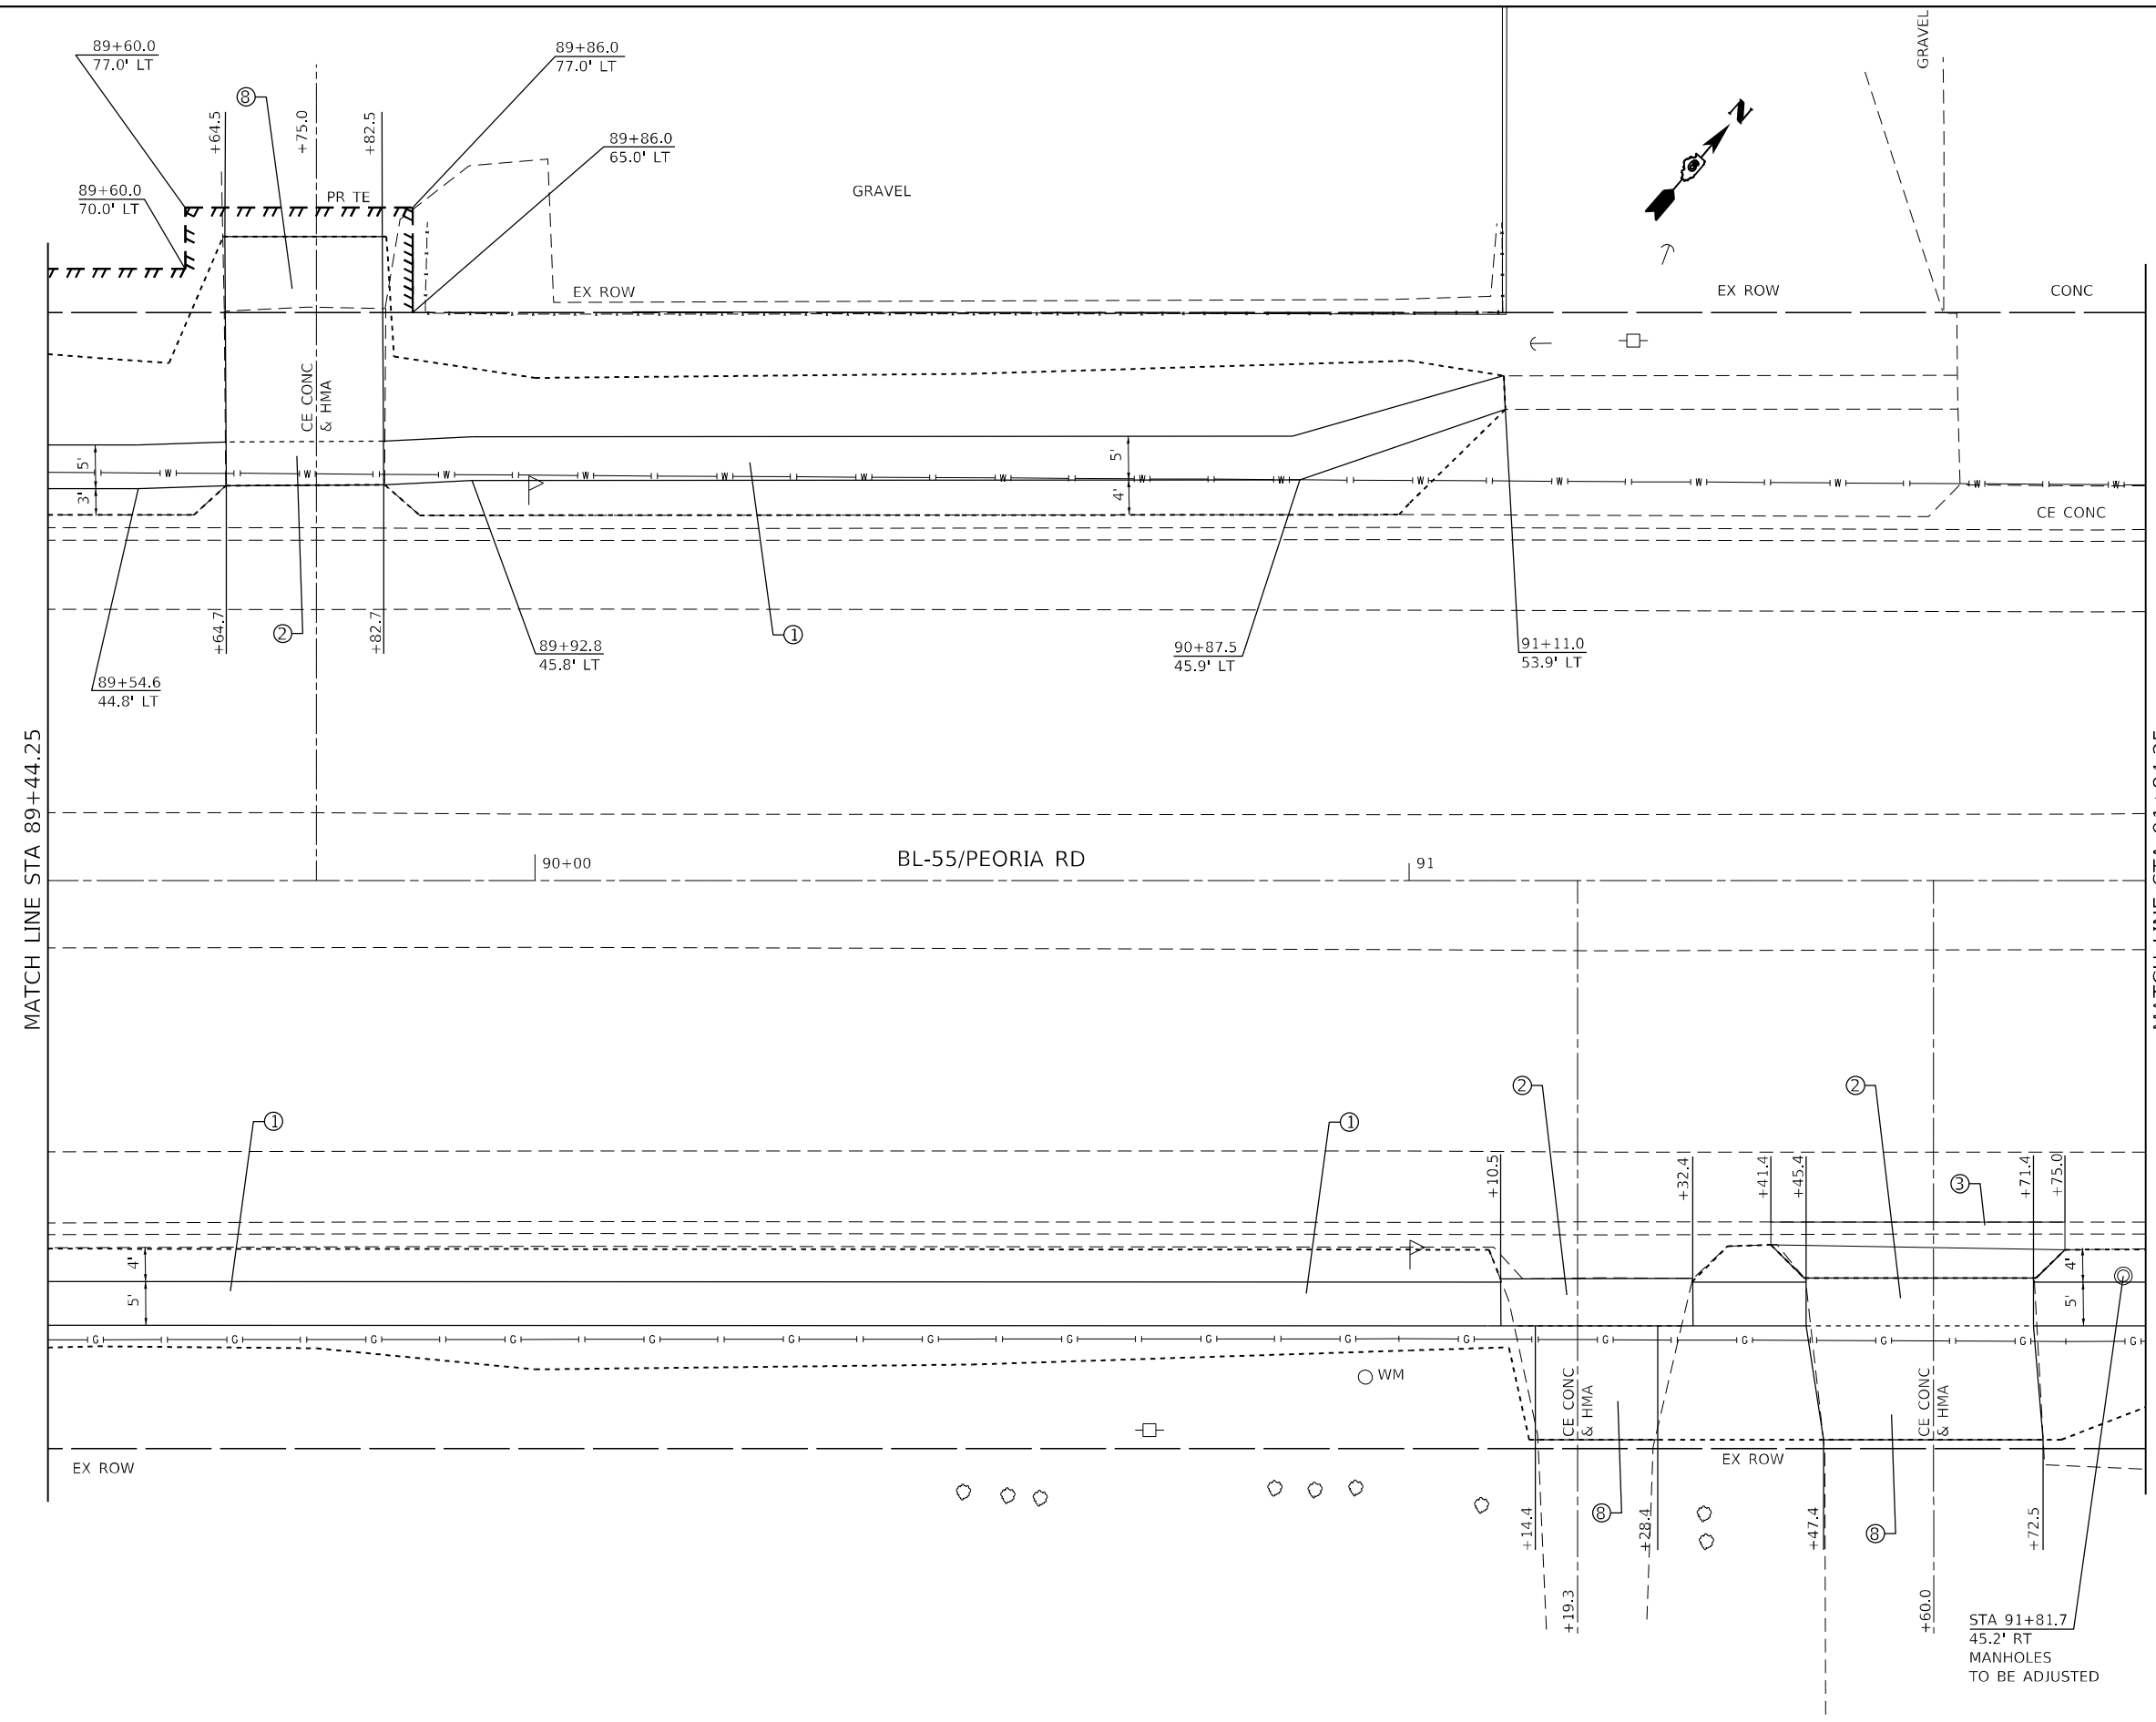 89+60.0
77.0' LT
89+86.0
77.0' LT
GRAVEL
8
+64.5
+75.0
+82.5
N
89+86.0
65.0' LT
89+60.0
70.0' LT
PR TE
GRAVEL
EX ROW
EX ROW
CONC
CE CONC
& HMA
5'
3'
5'
4'
W W W W W W W W W W W W W W W
CE CONC
+64.7
2
+82.7
1
89+92.8
45.8' LT
90+87.5
45.9' LT
91+11.0
53.9' LT
89+54.6
44.8' LT
MATCH LINE STA 89+44.25
90+00
BL-55/PEORIA RD
91
1
1
2
2
+10.5
+32.4
+41.4
+45.4
3
+71.4
+75.0
4'
5'
4'
5'
G G G G G G G G G G G G G G G G
WM
CE CONC
& HMA
CE CONC
& HMA
EX ROW
EX ROW
+14.4
8
+28.4
+47.4
8
+72.5
+19.3
+60.0
STA 91+81.7
45.2' RT
MANHOLES
TO BE ADJUSTED